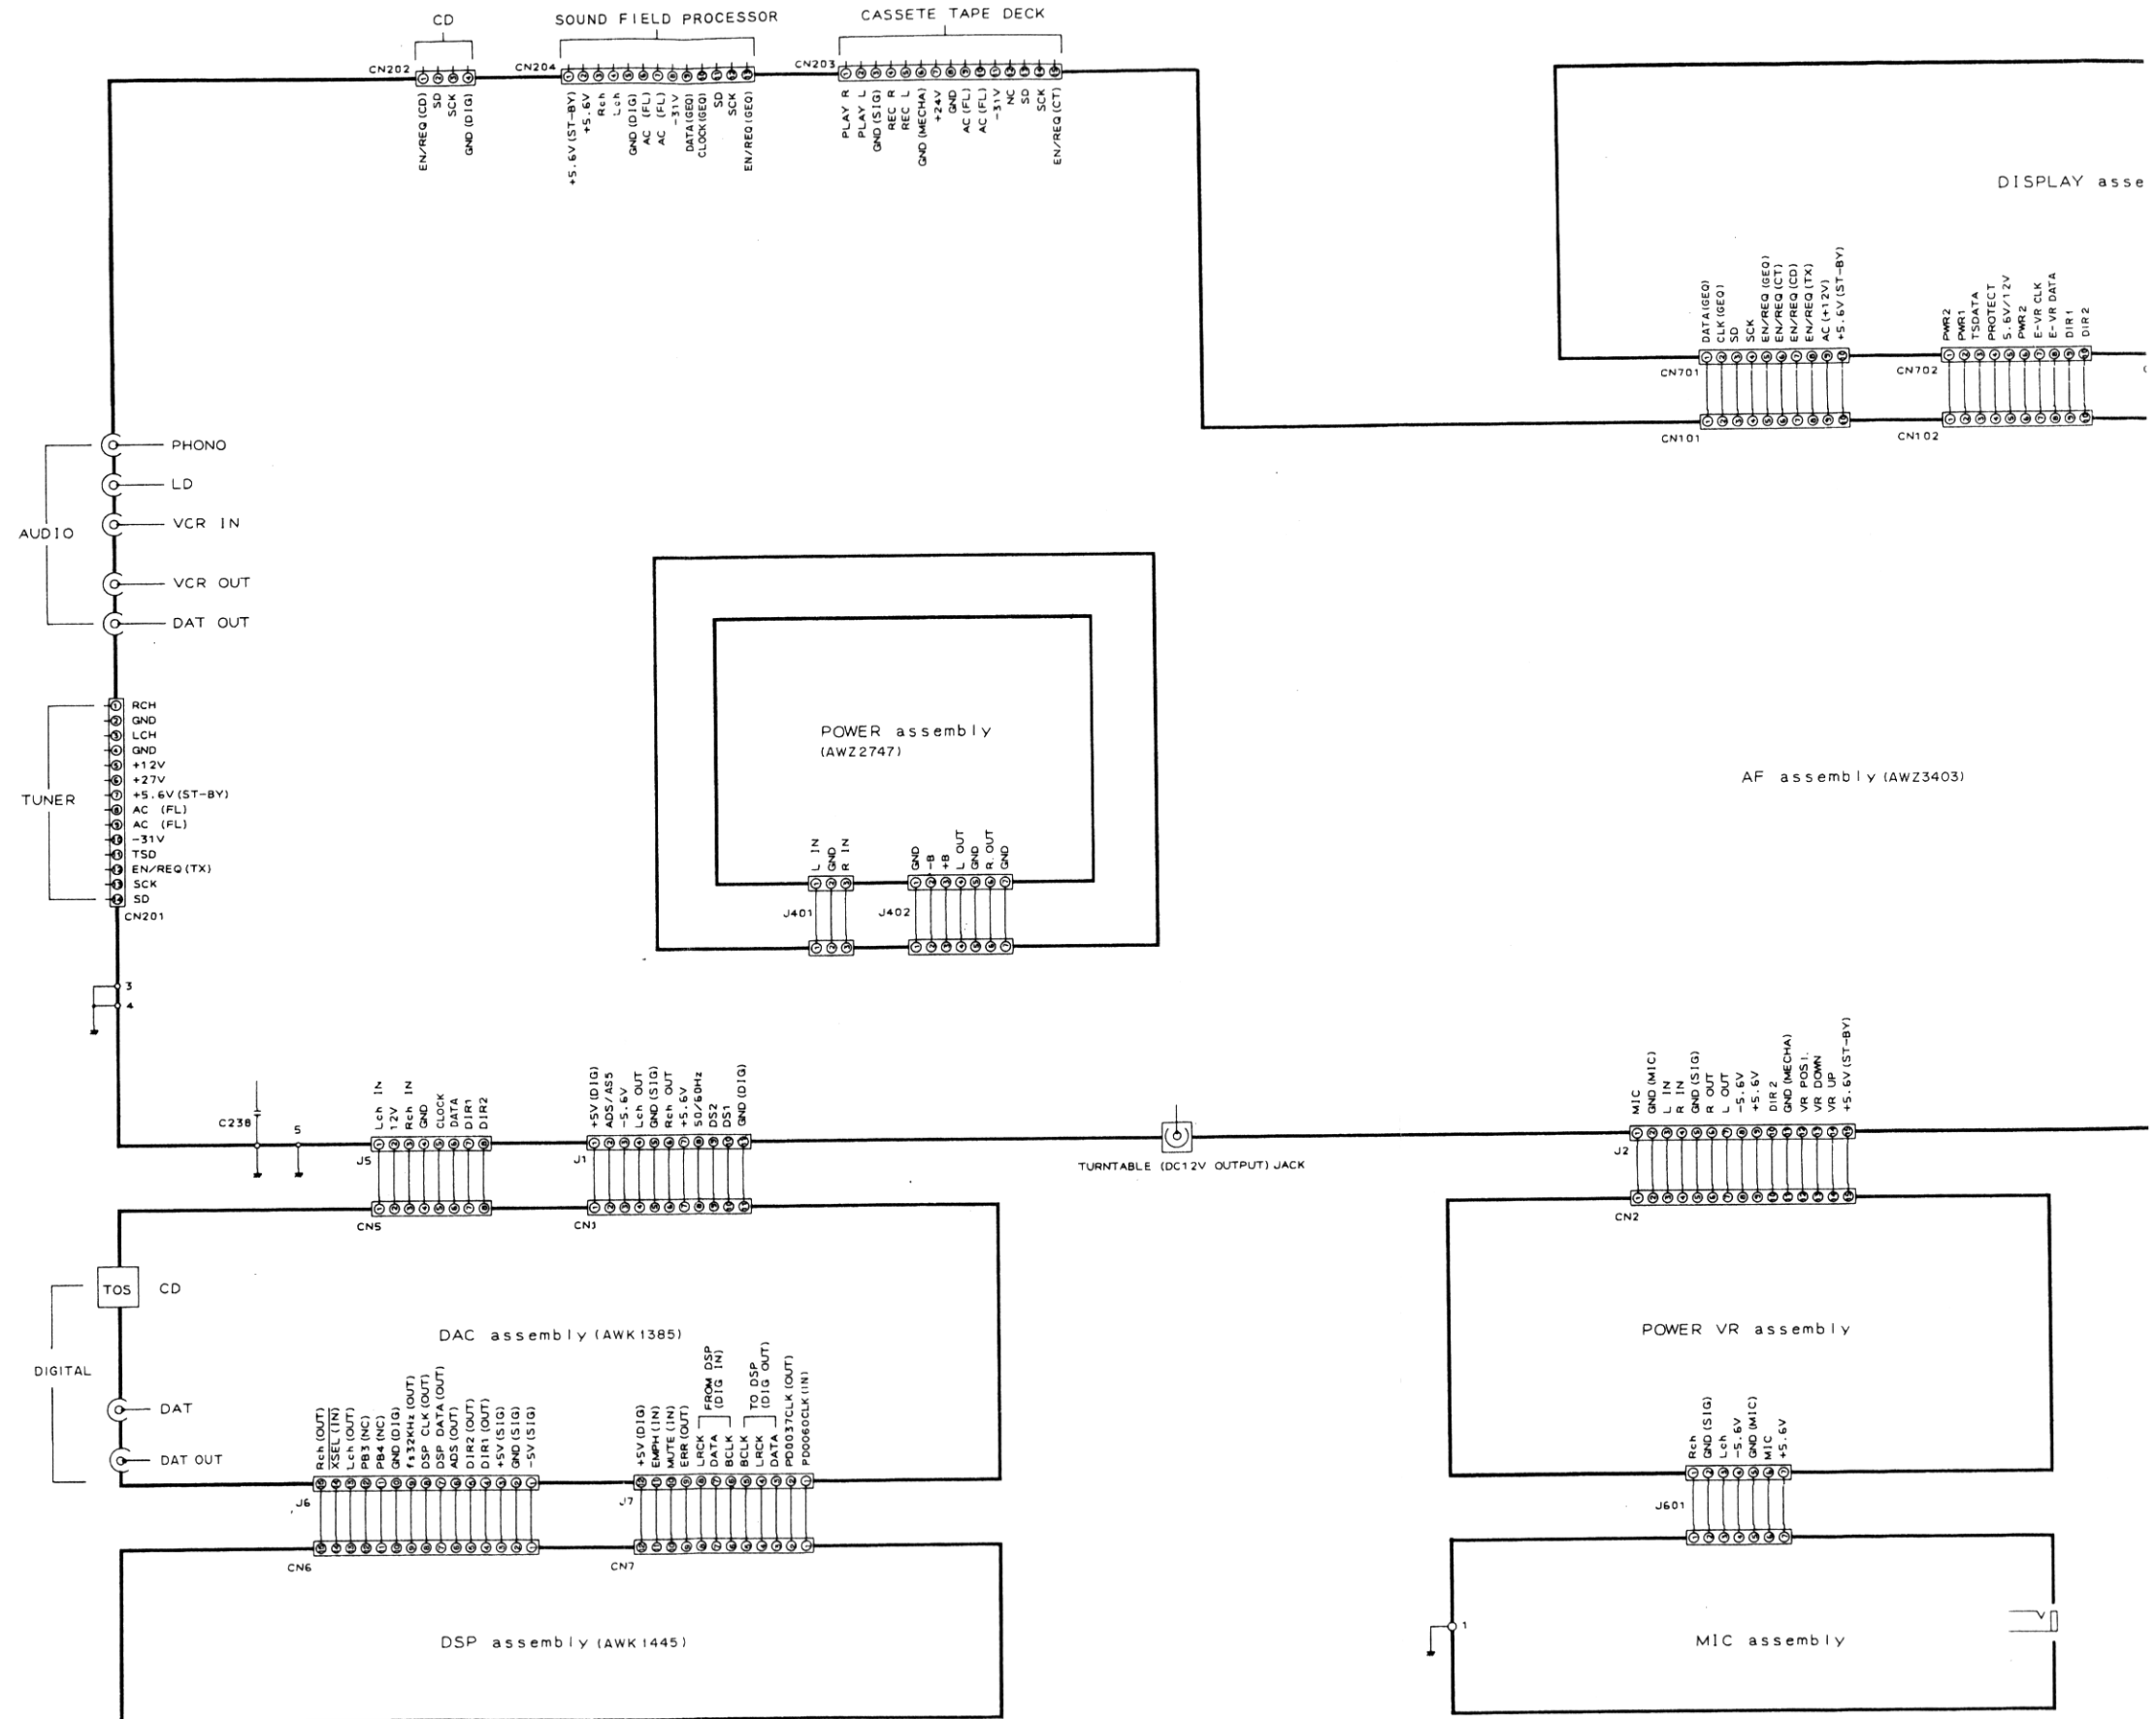 CD
SOUND FIELD PROCESSOR
CASSETE TAPE DECK
CN202
CN204
CN203
EN/REQ(CD)
SD
SCK
GND(DIG)
+5.6V(ST-BY)
+5.6V
Rch
Lch
GND(DIG)
AC (FL)
AC (FL)
-31V
DATA(GEQ)
CLOCK(GEQ)
SD
SCK
EN/REQ(GEQ)
PLAY R
PLAY L
GND(SIG)
REC R
REC L
GND(MECHA)
+24V
GND
AC(FL)
AC(FL)
-31V
NC
SD
SCK
EN/REQ(CT)
DISPLAY asse
DATA(GEQ)
CLK(GEQ)
SD
SCK
EN/REQ(GEQ)
EN/REQ(CT)
EN/REQ(CD)
EN/REQ(TX)
AC(+12V)
+5.6V(ST-BY)
PWR2
PWR1
TSDATA
PROTECT
5.6V/12V
PWR2
E-VR CLK
E-VR DATA
DIR1
DIR2
CN701
CN702
CN101
CN102
AUDIO
PHONO
LD
VCR IN
VCR OUT
DAT OUT
TUNER
1 RCH
2 GND
3 LCH
4 GND
5 +12V
6 +27V
7 +5.6V(ST-BY)
8 AC (FL)
9 AC (FL)
10 -31V
11 TSD
12 EN/REQ(TX)
13 SCK
14 SD
CN201
3
4
POWER assembly
(AWZ2747)
L IN
GND
R IN
GND
-B
+B
L OUT
GND
R OUT
GND
J401
J402
AF assembly(AWZ3403)
C238
5
Lch IN
12V
Rch IN
GND
CLOCK
DATA
DIR1
DIR2
+5V(DIG)
ADS/AS5
-5.6V
Lch OUT
GND(SIG)
Rch OUT
+5.6V
50/60Hz
DS2
DS1
GND(DIG)
J5
J1
TURNTABLE (DC12V OUTPUT) JACK
MIC
GND(MIC)
L IN
R IN
GND(SIG)
R OUT
L OUT
-5.6V
+5.6V
DIR2
GND(MECHA)
VR POSI.
VR DOWN
VR UP
+5.6V(ST-BY)
J2
CN5
CN2
DIGITAL
TOS
CD
DAT
DAT OUT
DAC assembly(AWK1385)
Rch(OUT)
XSEL(IN)
Lch(OUT)
PB3(NC)
PB4(NC)
GND(DIG)
fs32KHz(OUT)
DSP CLK(OUT)
DSP DATA(OUT)
ADS(OUT)
DIR2(OUT)
DIR1(OUT)
+5V(SIG)
GND(SIG)
-5V(SIG)
+5V(DIG)
EMPH(IN)
MUTE(IN)
ERR(OUT)
LRCK
DATA
BCLK
FROM DSP
(DIG IN)
BCLK
LRCK
DATA
TO DSP
(DIG OUT)
PD0037CLK(OUT)
PD0060CLK(IN)
J6
J7
CN6
CN7
DSP assembly(AWK1445)
POWER VR assembly
Rch
GND(SIG)
Lch
-5.6V
GND(MIC)
MIC
+5.6V
J601
1
MIC assembly